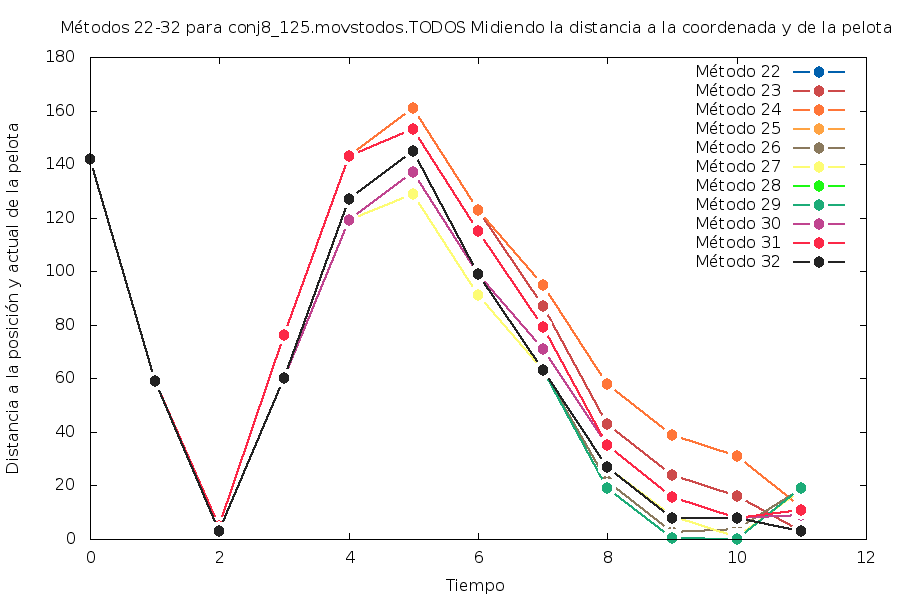 Métodos 22-32 para conj8_125.movstodos.TODOS Midiendo la distancia a la coordenada y de la pelota
Distancia a la posición y actual de la pelota
180
160
140
120
100
80
60
40
20
0
Método 22
Método 23
Método 24
Método 25
Método 26
Método 27
Método 28
Método 29
Método 30
Método 31
Método 32
0 2 4 6 8 10 12
Tiempo